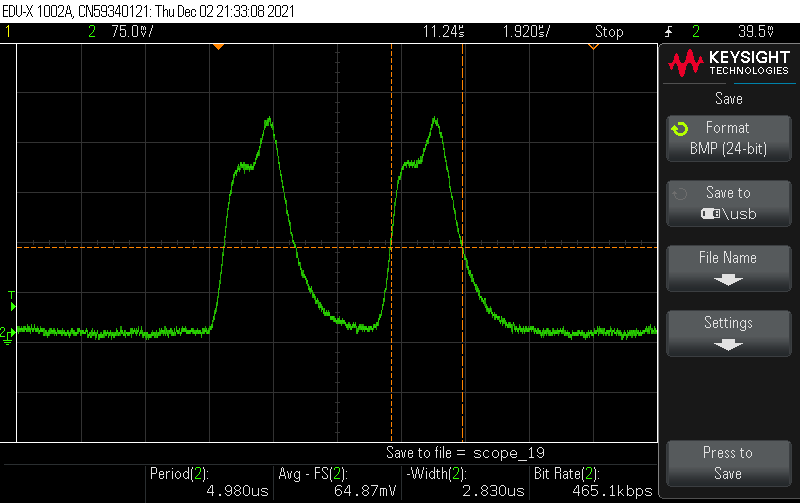 EDU-X 1002A, CN59340121: Thu Dec 02 21:33:08 2021
1 2 75.0V/ 11.24s 1.920s/ Stop 2 39.5V
KEYSIGHT
TECHNOLOGIES
Save
Format
BMP (24-bit)
Save to
\usb
File Name
Settings
T
2
Save to file = scope_19
Press to
Save
Period(2): Avg - FS(2): -Width(2): Bit Rate(2):
4.980us 64.87mV 2.830us 465.1kbps